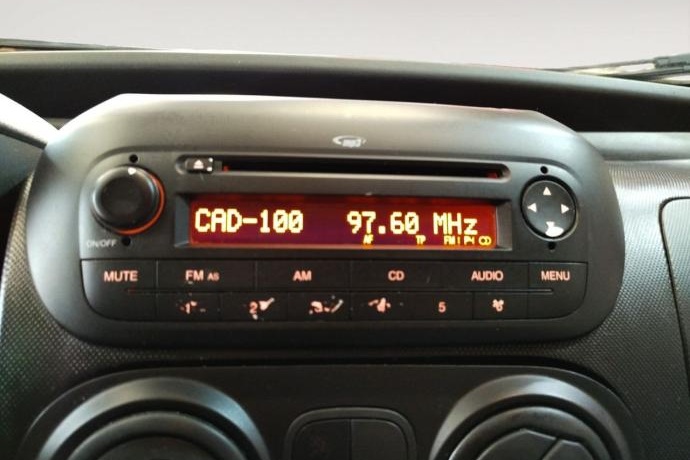 mp3
CAD-100 97.60 MHz
AF TP FM1 P4 CD
ON/OFF
MUTE FM AS AM CD AUDIO MENU
1 2 3 4 5 6